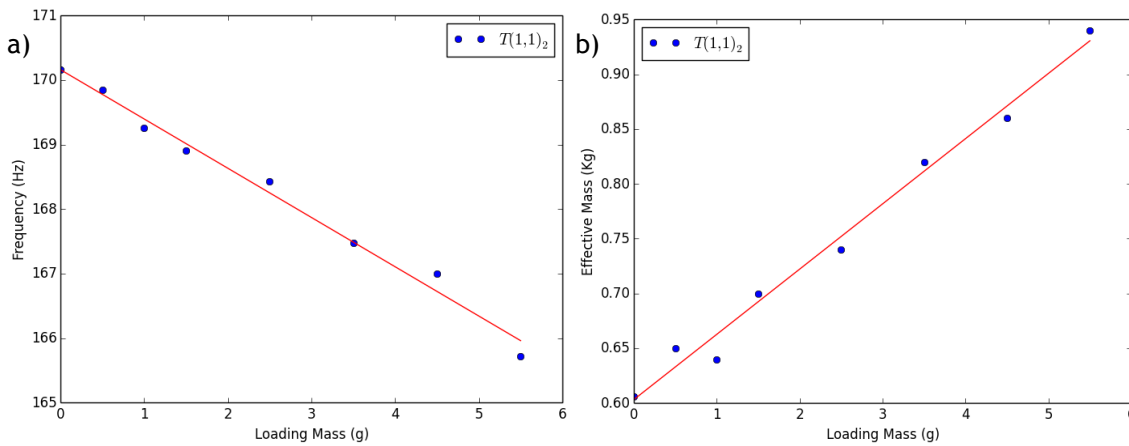 a)
171
170
169
168
167
166
165
Frequency (Hz)
0 1 2 3 4 5 6
Loading Mass (g)
T(1,1)₂
b)
0.95
0.90
0.85
0.80
0.75
0.70
0.65
0.60
Effective Mass (Kg)
0 1 2 3 4 5 6
Loading Mass (g)
T(1,1)₂